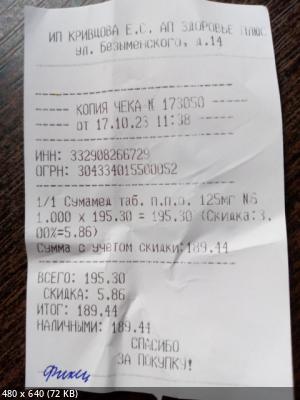 ИП КРИВЦОВА Е.С. АП ЗДОРОВЬЕ ПЛЮС
ул. Безыменского, д.14
КОПИЯ ЧЕКА N 173050
от 17.10.23 11:38
ИНН: 332908266729
ОГРН: 304334015500052
1/1 Сумамед таб. п.п.о. 125мг N6
1.000 x 195.30 = 195.30 (Скидка:3.
00%=5.86)
Сумма с учетом скидки:189.44
ВСЕГО: 195.30
СКИДКА: 5.86
ИТОГ: 189.44
НАЛИЧНЫМИ: 189.44
СПАСИБО
ЗА ПОКУПКУ!
480 x 640 (72 KB)